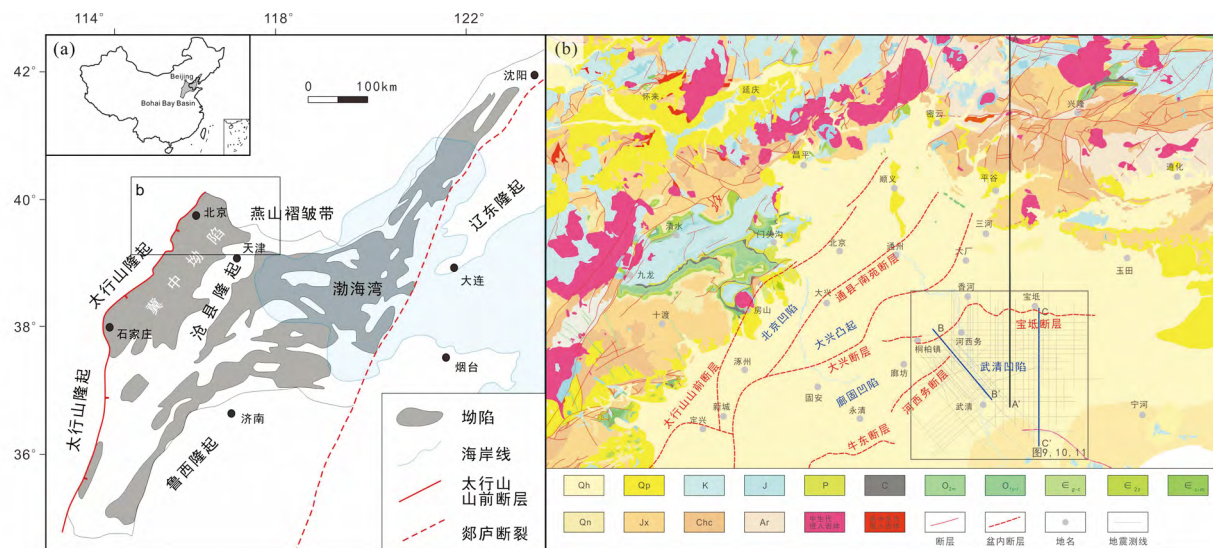 114°
118°
122°
(a)
Beijing
Bohai Bay Basin
42°
40°
38°
36°
0 100km
沈阳
b
北京
燕山褶皱带
辽东隆起
天津
太行山隆起
冀中坳陷
沧县隆起
渤海湾
大连
石家庄
烟台
太行山隆起
济南
鲁西隆起
坳陷
海岸线
太行山
山前断层
郯庐断裂
(b)
怀来
延庆
密云
兴隆
昌平
顺义
平谷
遵化
清水
门头沟
北京
通州
三河
大厂
玉田
九龙
房山
大兴
通县-南苑断层
香河
宝坻
十渡
北京凹陷
大兴凸起
B
C
宝坻断层
桐柏镇
河西务
涿州
大兴断层
廊坊
武清凹陷
太行山山前断层
廊固凹陷
河西务断层
固安
B'
A'
武清
新城
定兴
永清
宁河
牛东断层
C'
图9, 10, 11
Qh
Qp
K
J
P
C
Qn
Jx
Chc
Ar
断层
盆内断层
地名
地震测线